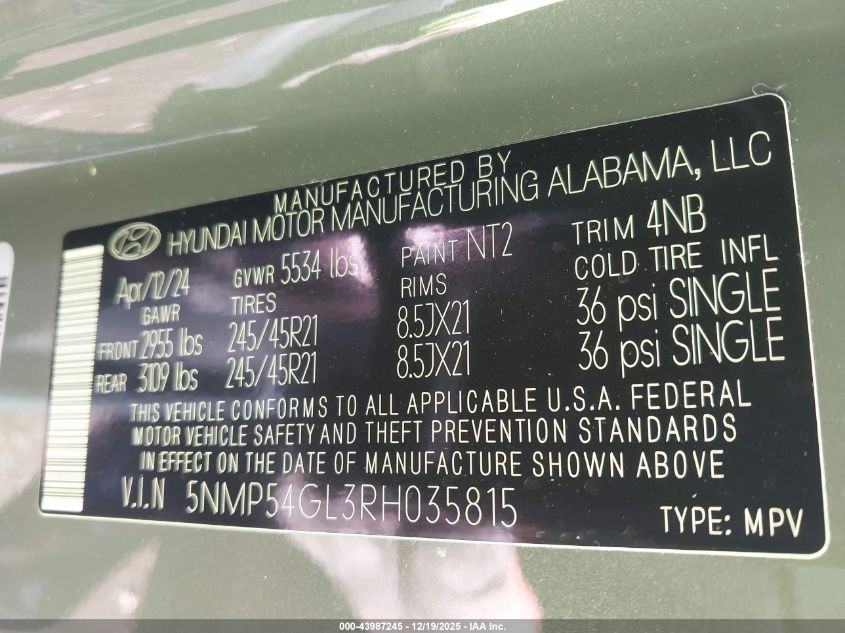 MANUFACTURED BY
HYUNDAI MOTOR MANUFACTURING ALABAMA, LLC
Apr/12/24 GVWR 5534 lbs PAINT NT2 TRIM 4NB
GAWR TIRES RIMS COLD TIRE INFL
FRONT 2955 lbs 245/45R21 8.5JX21 36 psi SINGLE
REAR 3109 lbs 245/45R21 8.5JX21 36 psi SINGLE
THIS VEHICLE CONFORMS TO ALL APPLICABLE U.S.A. FEDERAL
MOTOR VEHICLE SAFETY AND THEFT PREVENTION STANDARDS
IN EFFECT ON THE DATE OF MANUFACTURE SHOWN ABOVE
V.I.N 5NMP54GL3RH035815 TYPE: MPV
000-43987245 - 12/19/2025 - IAA Inc.